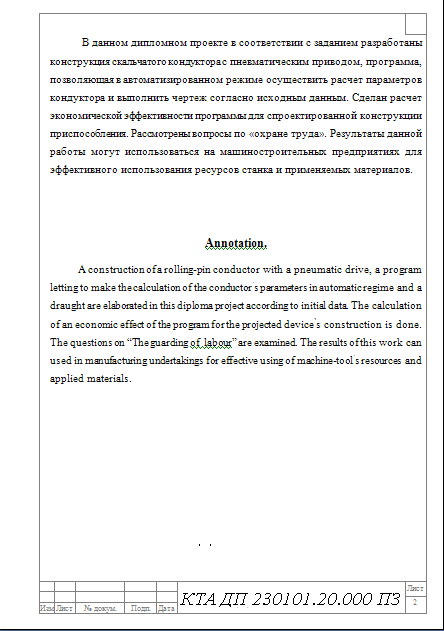 В данном дипломном проекте в соответствии с заданием разработаны
конструкция скальчатого кондуктора с пневматическим приводом, программа,
позволяющая в автоматизированном режиме осуществить расчет параметров
кондуктора и выполнить чертеж согласно исходным данным. Сделан расчет
экономической эффективности программы для спроектированной конструкции
приспособления. Рассмотрены вопросы по «охране труда». Результаты данной
работы могут использоваться на машиностроительных предприятиях для
эффективного использования ресурсов станка и применяемых материалов.
Annotation.
A construction of a rolling-pin conductor with a pneumatic drive, a program
letting to make the calculation of the conductor's parameters in automatic regime and a
draught are elaborated in this diploma project according to initial data. The calculation
of an economic effect of the program for the projected device's construction is done.
The questions on “The guarding of labour” are examined. The results of this work can
used in manufacturing undertakings for effective using of machine-tool's resources and
applied materials.
КТА ДП 230101.20.000 ПЗ
Лист
2
Изм Лист № докум. Подп. Дата